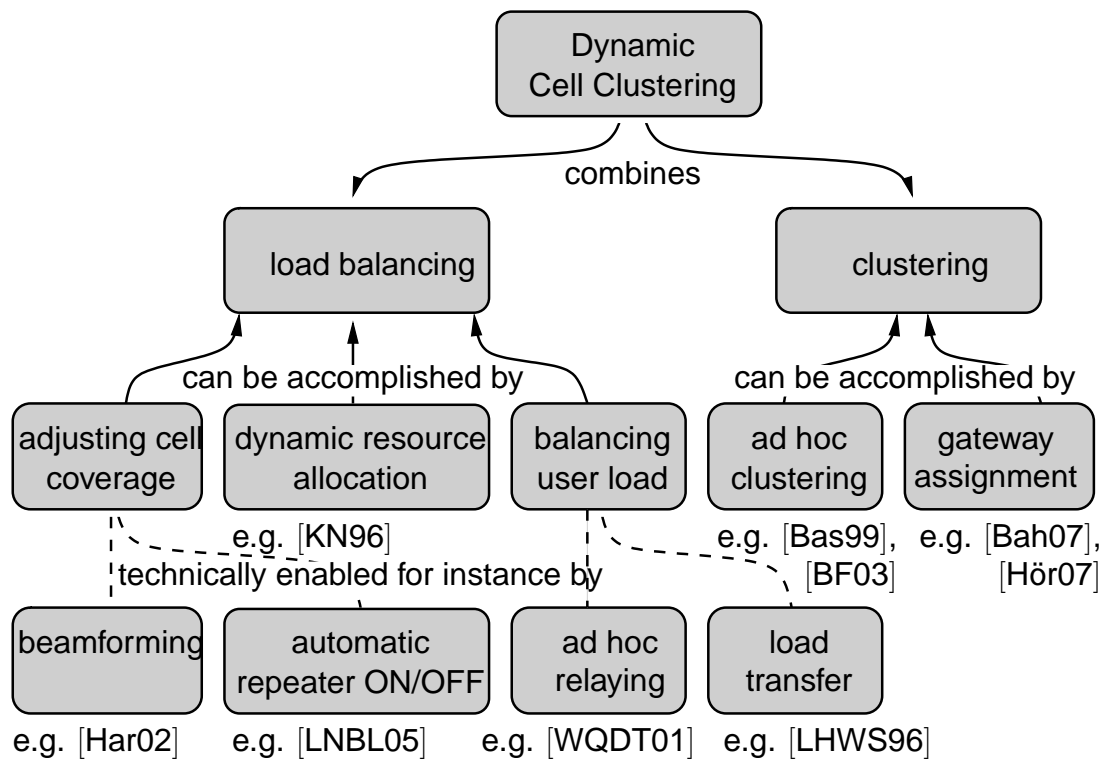 Dynamic
Cell Clustering
combines
load balancing
clustering
can be accomplished by
can be accomplished by
adjusting cell
coverage
dynamic resource
allocation
balancing
user load
ad hoc
clustering
gateway
assignment
e.g. [KN96]
e.g. [Bas99],
[BF03]
e.g. [Bah07],
[Hör07]
technically enabled for instance by
beamforming
automatic
repeater ON/OFF
ad hoc
relaying
load
transfer
e.g. [Har02]
e.g. [LNBL05]
e.g. [WQDT01]
e.g. [LHWS96]